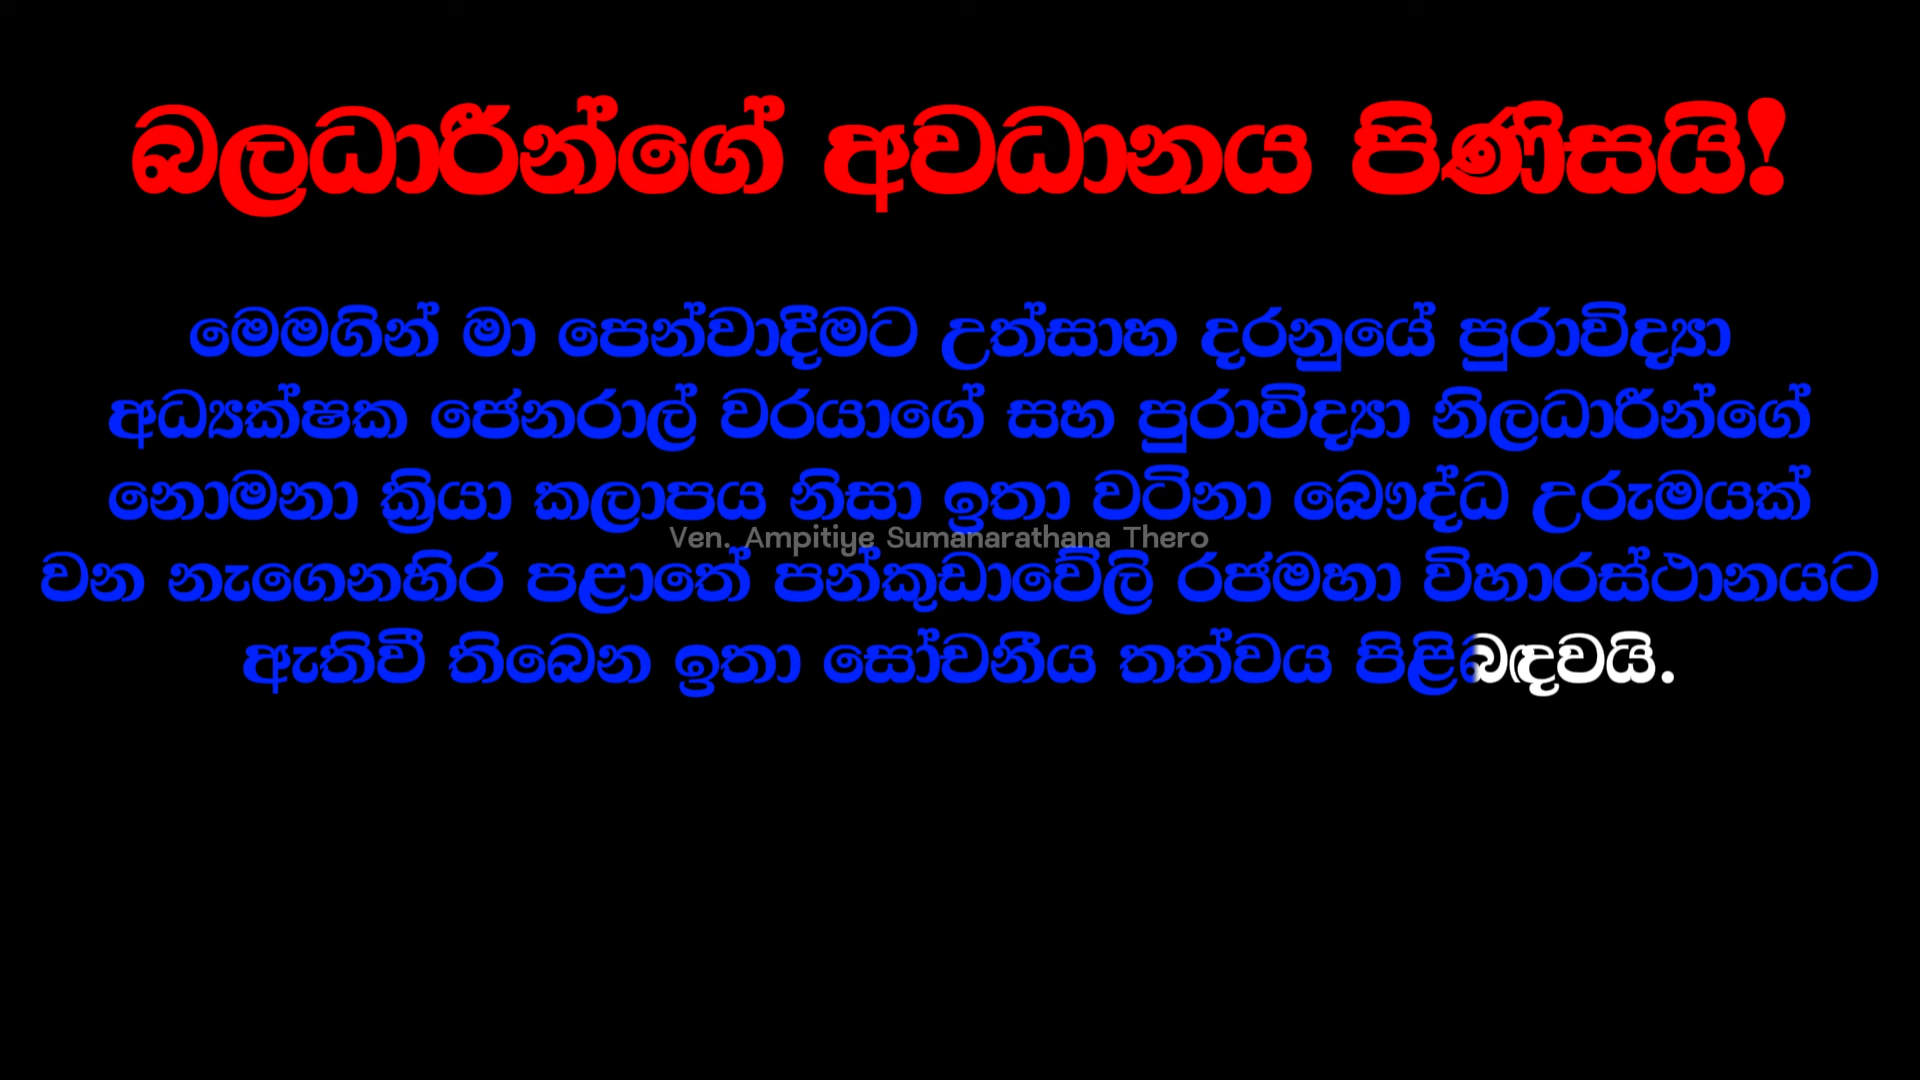 බලධාරීන්ගේ අවධානය පිණිසයි!
මෙමගින් මා පෙන්වාදීමට උත්සාහ දරනුයේ පුරාවිද්‍යා
අධ්‍යක්ෂක ජෙනරාල් වරයාගේ සහ පුරාවිද්‍යා නිලධාරීන්ගේ
නොමනා ක්‍රියා කලාපය නිසා ඉතා වටිනා බෞද්ධ උරුමයක්
Ven. Ampitiye Sumanarathana Thero
වන නැගෙනහිර පළාතේ පන්කුඩාවේලි රජමහා විහාරස්ථානයට
ඇතිවී තිබෙන ඉතා සෝචනීය තත්වය පිළිබඳවයි.